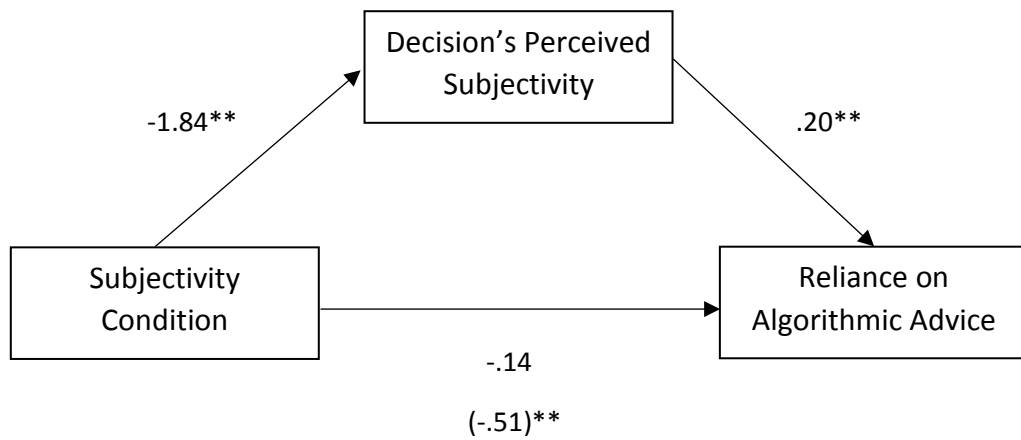 Decision’s Perceived
Subjectivity
-1.84**
.20**
Subjectivity
Condition
Reliance on
Algorithmic Advice
-.14
(-.51)**